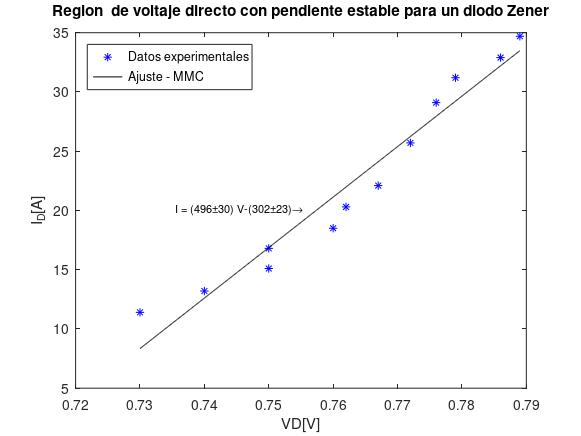 Region de voltaje directo con pendiente estable para un diodo Zener
Datos experimentales
Ajuste - MMC
I = (496±30) V-(302±23)→
I_D[A]
35
30
25
20
15
10
5
0.72 0.73 0.74 0.75 0.76 0.77 0.78 0.79
VD[V]